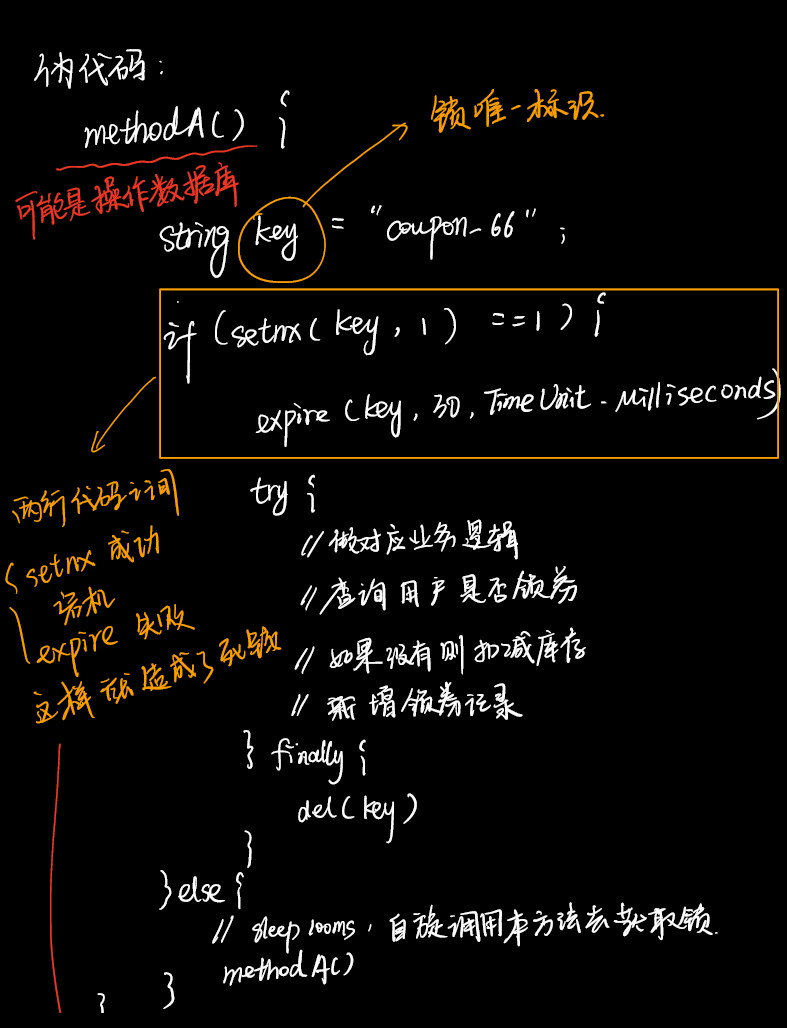 伪代码：
methodA() {
锁唯一标识.
可能是操作数据库
string key = "coupon-66" ;
if (setnx(key, 1) ==1) {
expire (key, 30, TimeUnit.Milliseconds)
两行代码之间
{ setnx 成功
宕机
expire 失败
这样就造成了死锁
try {
//做对应业务逻辑
//查询用户是否领券
//如果没有则扣减库存
//新增领券记录
} finally {
del(key)
}
}else {
// sleep 100ms, 自旋调用本方法去获取锁.
methodA()
}
}